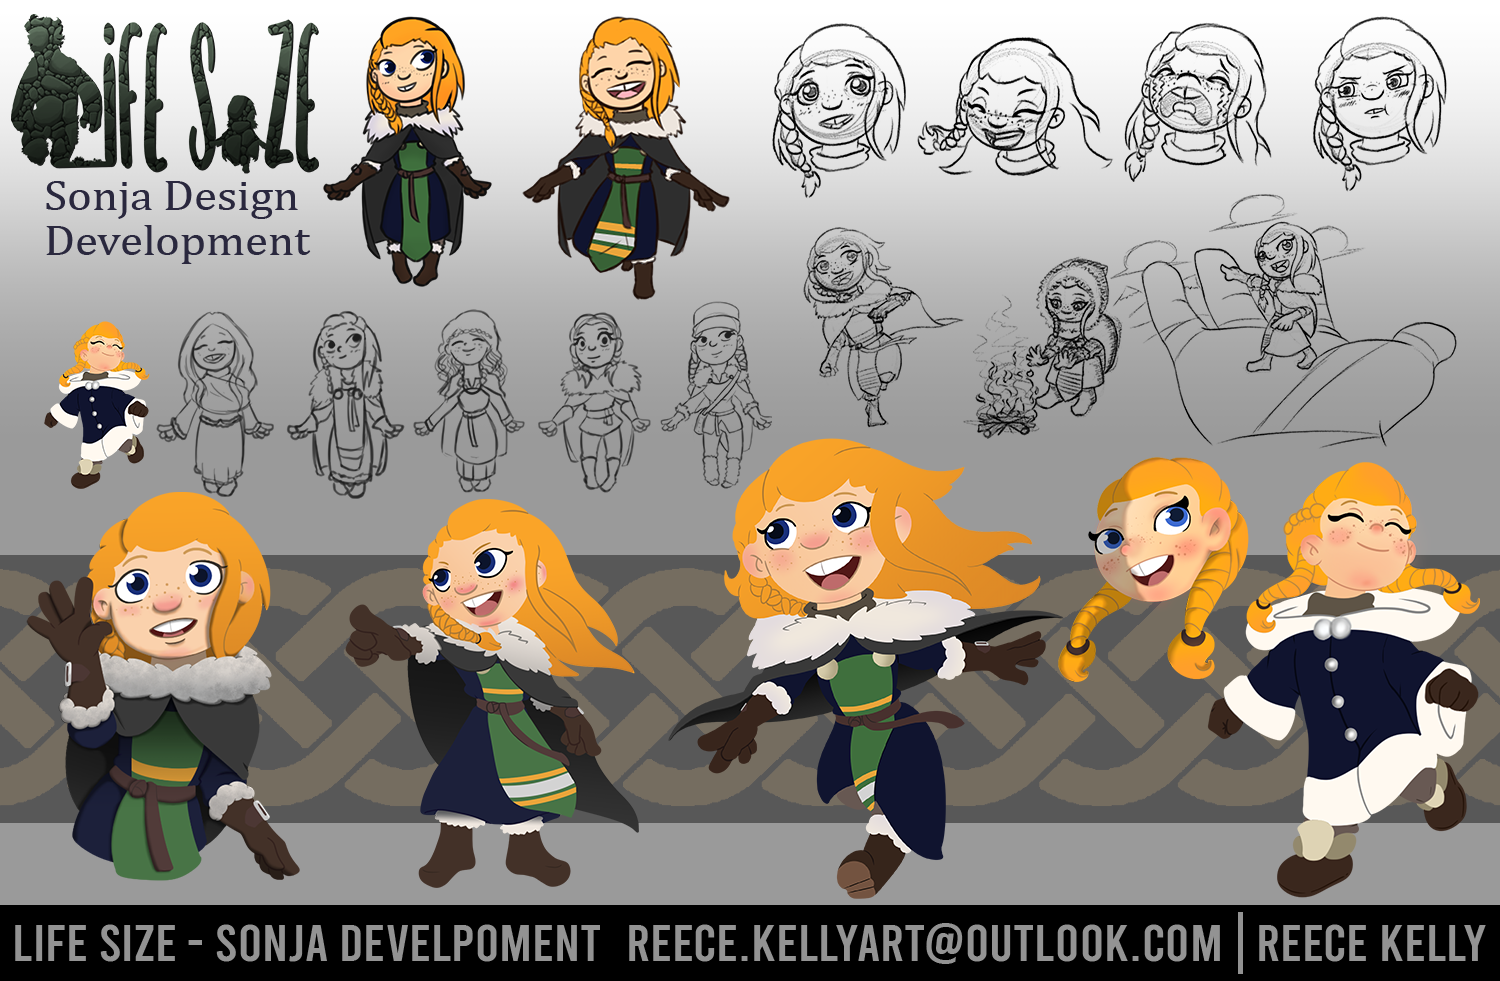 LiFE SiZE
Sonja Design
Development
LIFE SIZE - SONJA DEVELPOMENT REECE.KELLYART@OUTLOOK.COM | REECE KELLY